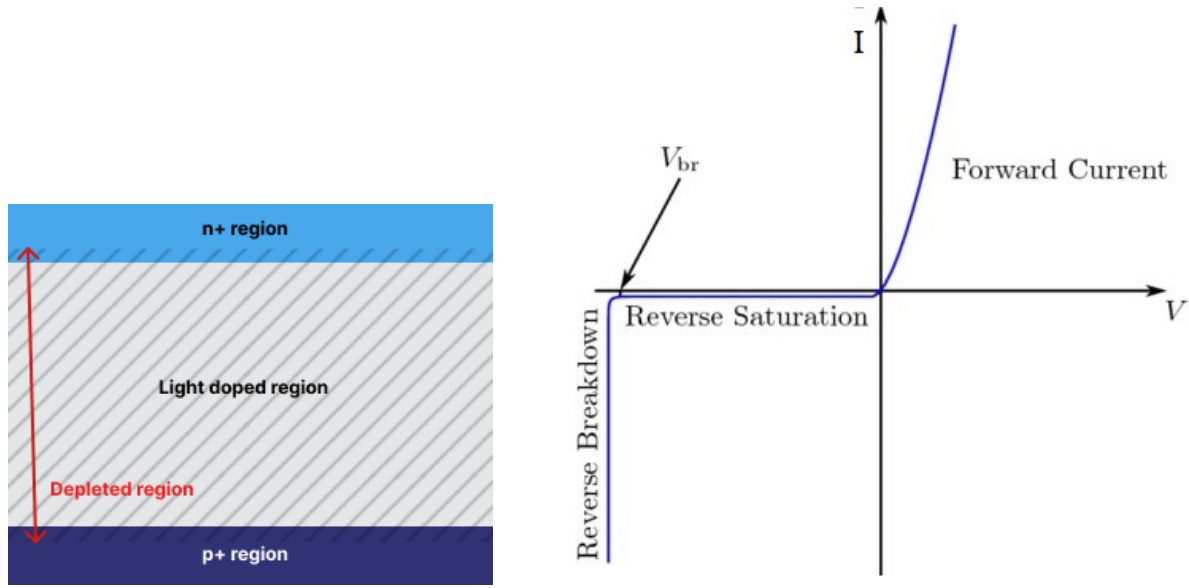 n+ region
Light doped region
Depleted region
p+ region
I
V_br
Forward Current
V
Reverse Saturation
Reverse Breakdown